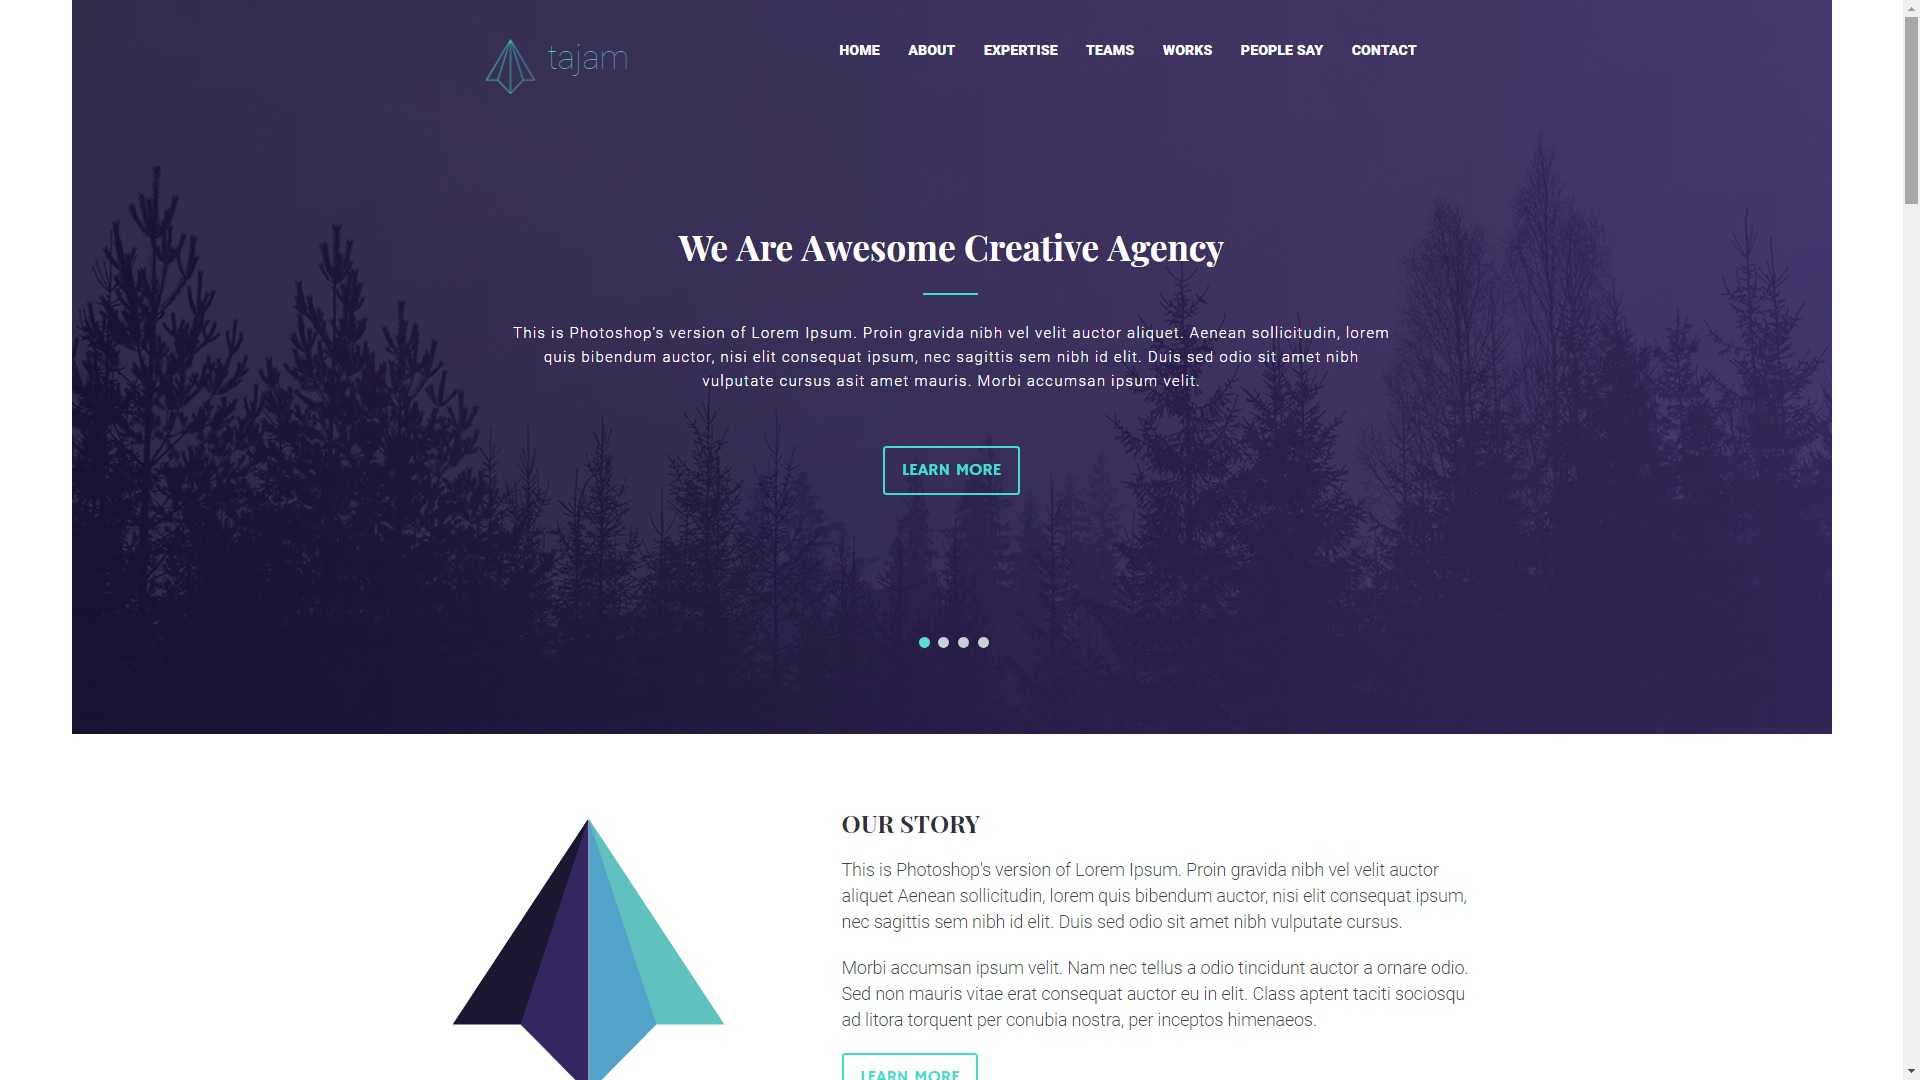 tajam
HOME ABOUT EXPERTISE TEAMS WORKS PEOPLE SAY CONTACT
We Are Awesome Creative Agency
This is Photoshop's version of Lorem Ipsum. Proin gravida nibh vel velit auctor aliquet. Aenean sollicitudin, lorem
quis bibendum auctor, nisi elit consequat ipsum, nec sagittis sem nibh id elit. Duis sed odio sit amet nibh
vulputate cursus asit amet mauris. Morbi accumsan ipsum velit.
LEARN MORE
OUR STORY
This is Photoshop's version of Lorem Ipsum. Proin gravida nibh vel velit auctor
aliquet Aenean sollicitudin, lorem quis bibendum auctor, nisi elit consequat ipsum,
nec sagittis sem nibh id elit. Duis sed odio sit amet nibh vulputate cursus.
Morbi accumsan ipsum velit. Nam nec tellus a odio tincidunt auctor a ornare odio.
Sed non mauris vitae erat consequat auctor eu in elit. Class aptent taciti sociosqu
ad litora torquent per conubia nostra, per inceptos himenaeos.
LEARN MORE